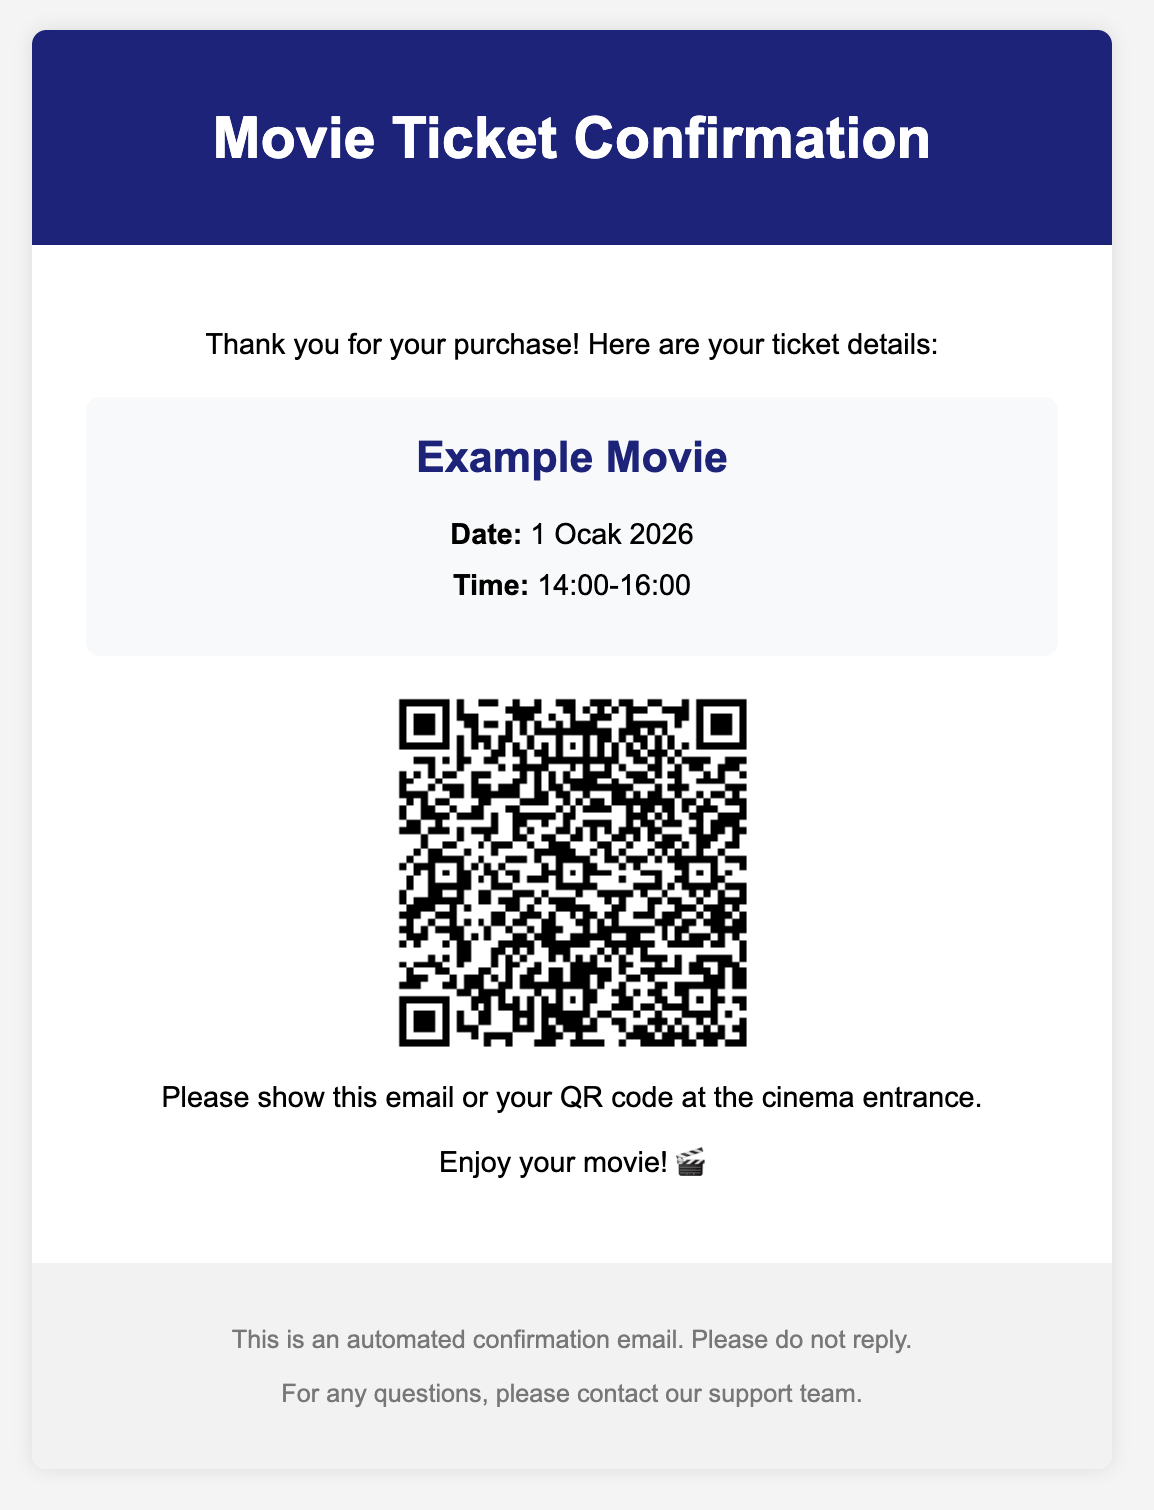 Movie Ticket Confirmation
Thank you for your purchase! Here are your ticket details:
Example Movie
Date: 1 Ocak 2026
Time: 14:00-16:00
Please show this email or your QR code at the cinema entrance.
Enjoy your movie! 🎬
This is an automated confirmation email. Please do not reply.
For any questions, please contact our support team.